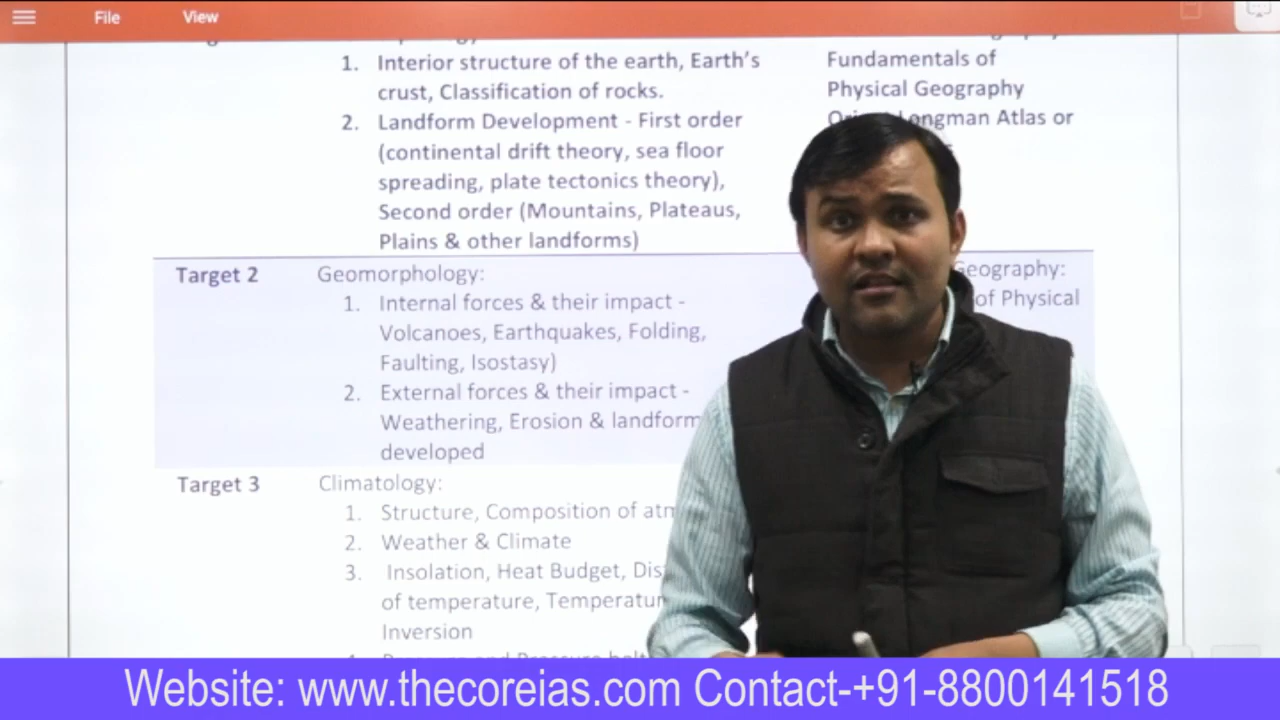 File View
1. Interior structure of the earth, Earth's
crust, Classification of rocks.
2. Landform Development - First order
(continental drift theory, sea floor
spreading, plate tectonics theory),
Second order (Mountains, Plateaus,
Plains & other landforms)
Fundamentals of
Physical Geography
Longman Atlas or
Target 2 Geomorphology:
1. Internal forces & their impact -
Volcanoes, Earthquakes, Folding,
Faulting, Isostasy)
2. External forces & their impact -
Weathering, Erosion & landform
developed
Geography:
of Physical
Target 3 Climatology:
1. Structure, Composition of atm
2. Weather & Climate
3. Insolation, Heat Budget, Dis
of temperature, Temperatur
Inversion
Website: www.thecoreias.com Contact-+91-8800141518